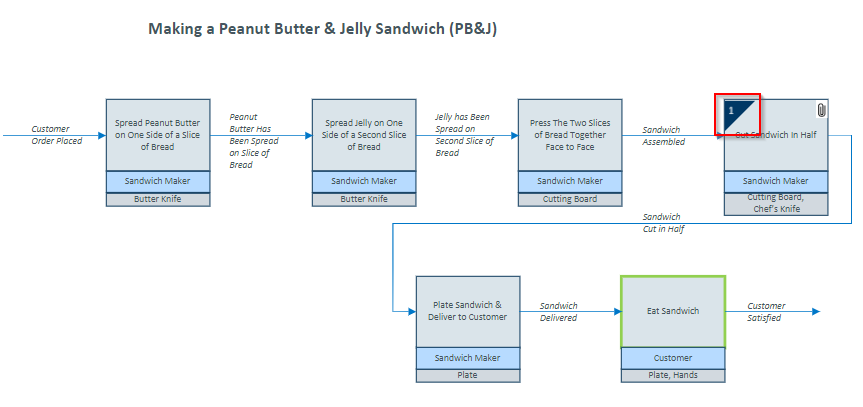 Making a Peanut Butter & Jelly Sandwich (PB&J)
Customer
Order Placed
Spread Peanut Butter
on One Side of a Slice
of Bread
Sandwich Maker
Butter Knife
Peanut
Butter Has
Been Spread
on Slice of
Bread
Spread Jelly on One
Side of a Second Slice
of Bread
Sandwich Maker
Butter Knife
Jelly has Been
Spread on
Second Slice of
Bread
Press The Two Slices
of Bread Together
Face to Face
Sandwich Maker
Cutting Board
Sandwich
Assembled
1
Cut Sandwich In Half
Sandwich Maker
Cutting Board,
Chef's Knife
Sandwich
Cut in Half
Plate Sandwich &
Deliver to Customer
Sandwich Maker
Plate
Sandwich
Delivered
Eat Sandwich
Customer
Plate, Hands
Customer
Satisfied